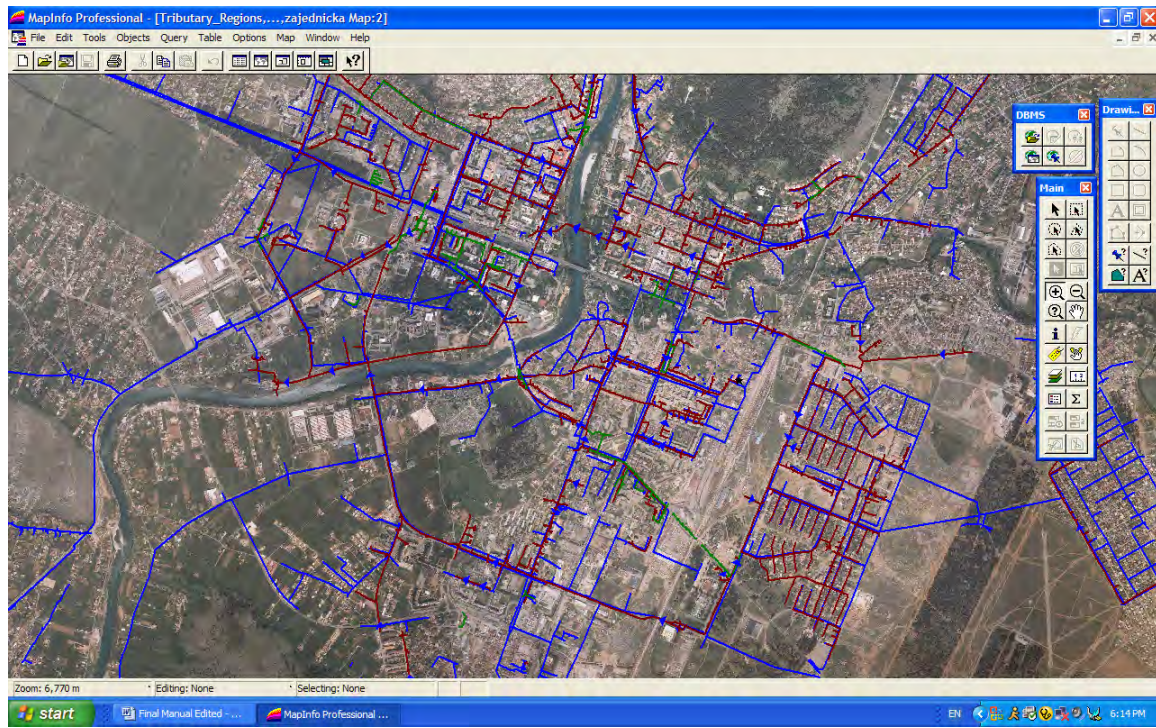 MapInfo Professional - [Tributary_Regions,...,zajednicka Map:2]
File Edit Tools Objects Query Table Options Map Window Help
DBMS
Drawi...
Main
Zoom: 6,770 m
Editing: None
Selecting: None
start
Final Manual Edited - ...
MapInfo Professional ...
EN
6:14 PM